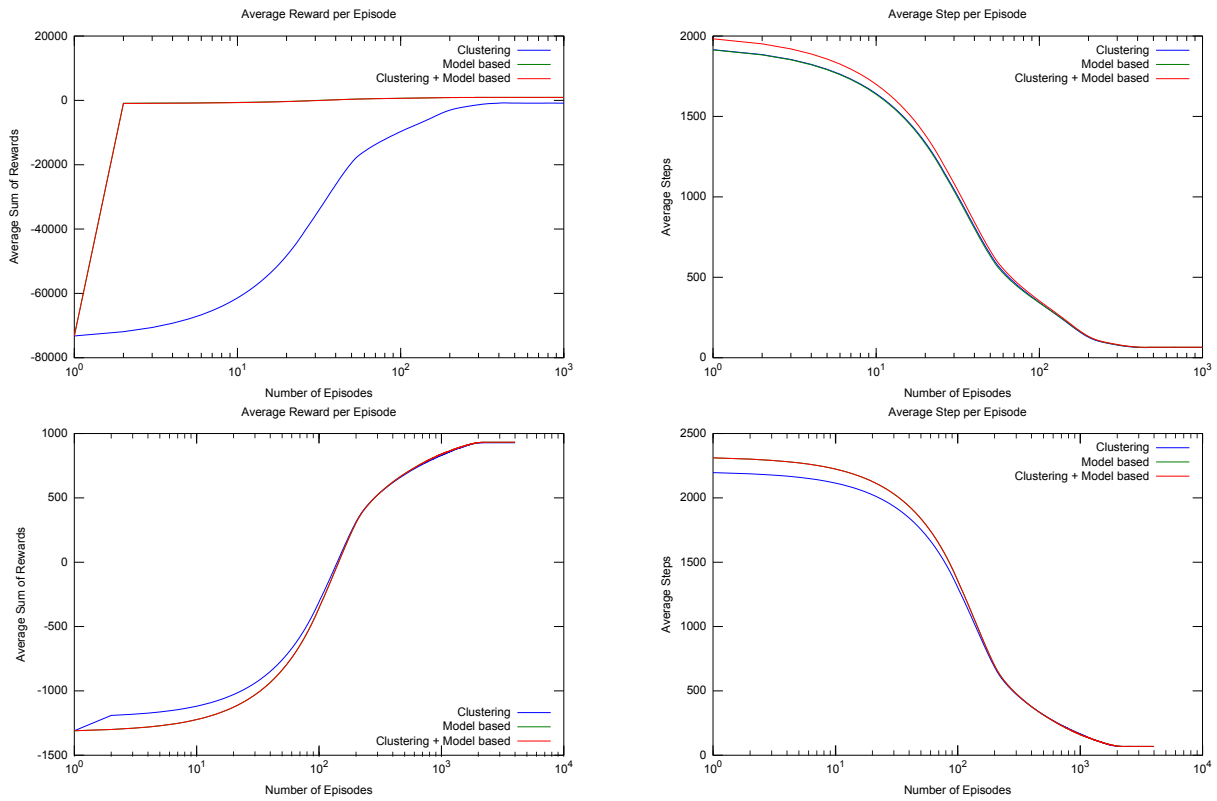 Average Reward per Episode
20000
0
-20000
-40000
-60000
-80000
Average Sum of Rewards
Clustering
Model based
Clustering + Model based
10^0
10^1
10^2
10^3
Number of Episodes
Average Step per Episode
2000
1500
1000
500
0
Average Steps
Clustering
Model based
Clustering + Model based
10^0
10^1
10^2
10^3
Number of Episodes
Average Reward per Episode
1000
500
0
-500
-1000
-1500
Average Sum of Rewards
Clustering
Model based
Clustering + Model based
10^0
10^1
10^2
10^3
10^4
Number of Episodes
Average Step per Episode
2500
2000
1500
1000
500
0
Average Steps
Clustering
Model based
Clustering + Model based
10^0
10^1
10^2
10^3
10^4
Number of Episodes